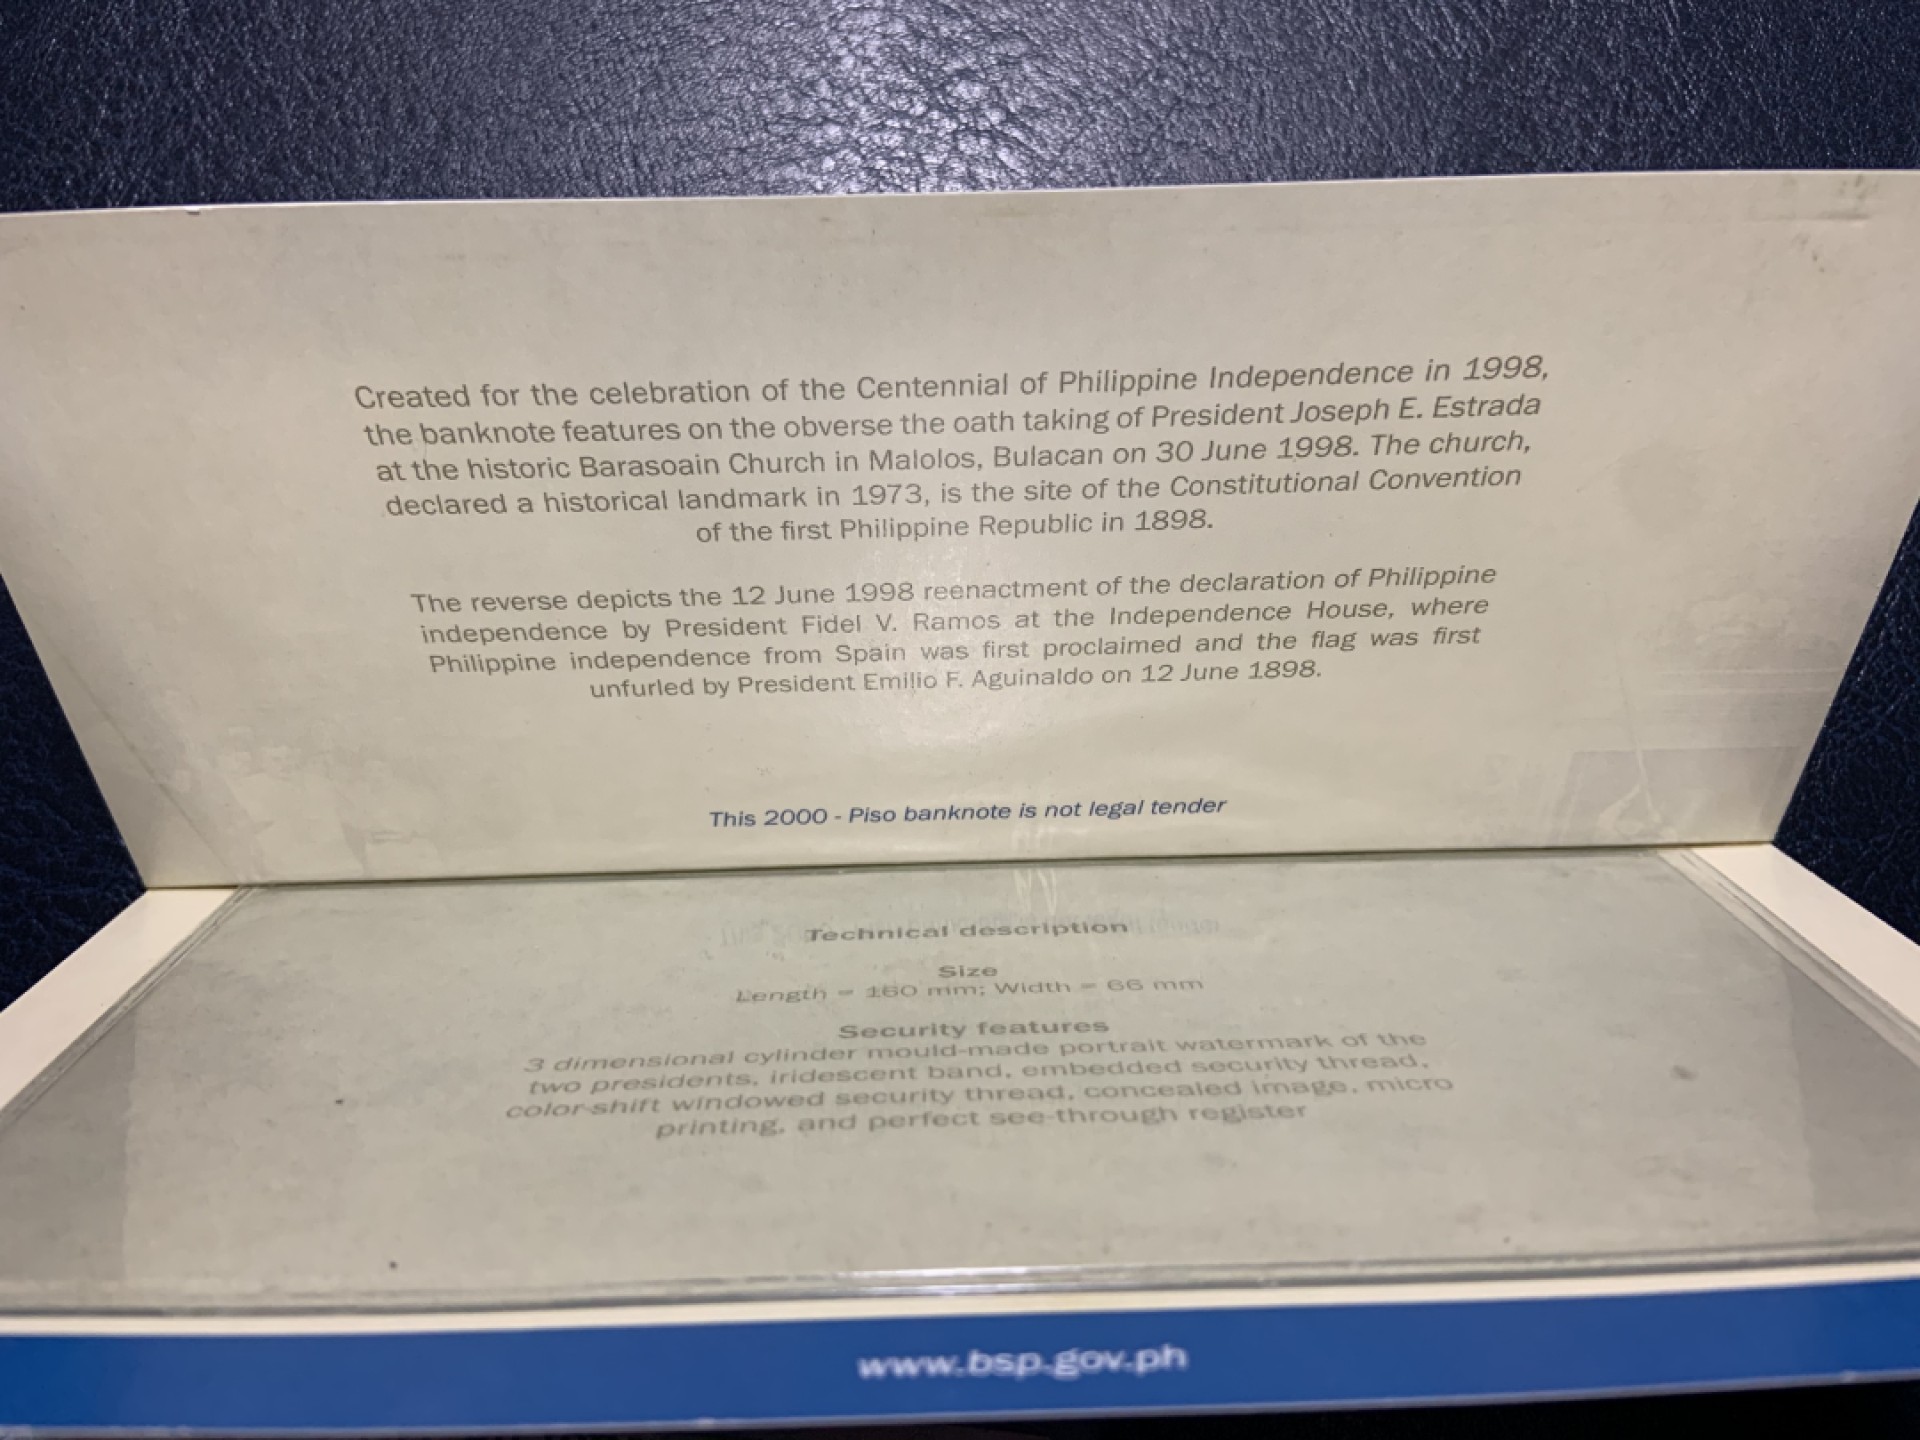 Created for the celebration of the Centennial of Philippine Independence in 1998,
the banknote features on the obverse the oath taking of President Joseph E. Estrada
at the historic Barasoain Church in Malolos, Bulacan on 30 June 1998. The church,
declared a historical landmark in 1973, is the site of the Constitutional Convention
of the first Philippine Republic in 1898.
The reverse depicts the 12 June 1998 reenactment of the declaration of Philippine
independence by President Fidel V. Ramos at the Independence House, where
Philippine independence from Spain was first proclaimed and the flag was first
unfurled by President Emilio F. Aguinaldo on 12 June 1898.
This 2000 - Piso banknote is not legal tender
Technical description
Size
Length = 160 mm; Width = 66 mm
Security features
3 dimensional cylinder mould-made portrait watermark of the
two presidents, iridescent band, embedded security thread,
color-shift windowed security thread, concealed image, micro
printing, and perfect see-through register
www.bsp.gov.ph